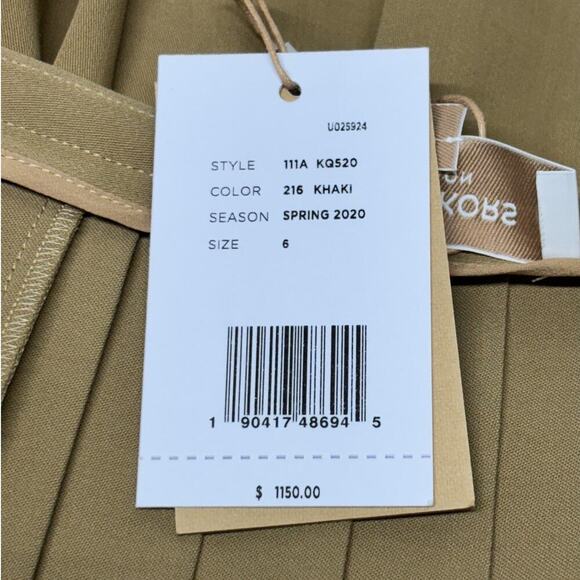 U025924
STYLE 111A KQ520
COLOR 216 KHAKI
SEASON SPRING 2020
SIZE 6
1 90417 48694 5
$ 1150.00
KORS